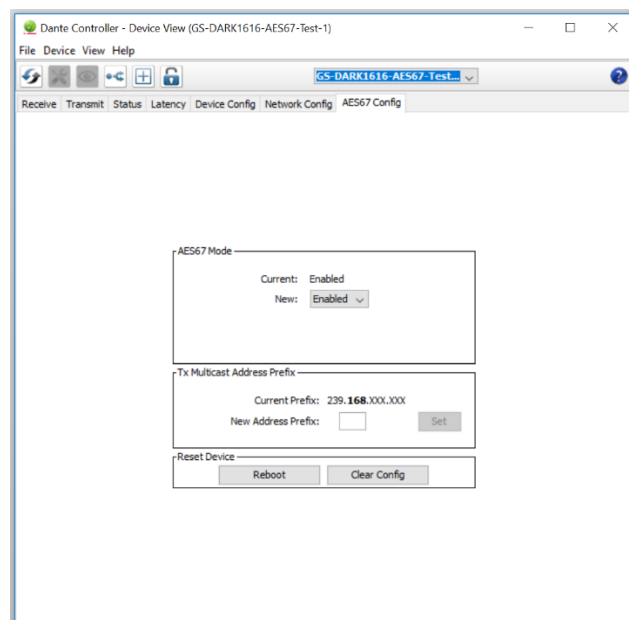 Dante Controller - Device View (GS-DARK1616-AES67-Test-1)
File Device View Help
GS-DARK1616-AES67-Test...
?
Receive Transmit Status Latency Device Config Network Config AES67 Config
AES67 Mode
Current: Enabled
New: Enabled
Tx Multicast Address Prefix
Current Prefix: 239.168.XXX.XXX
New Address Prefix: Set
Reset Device
Reboot Clear Config